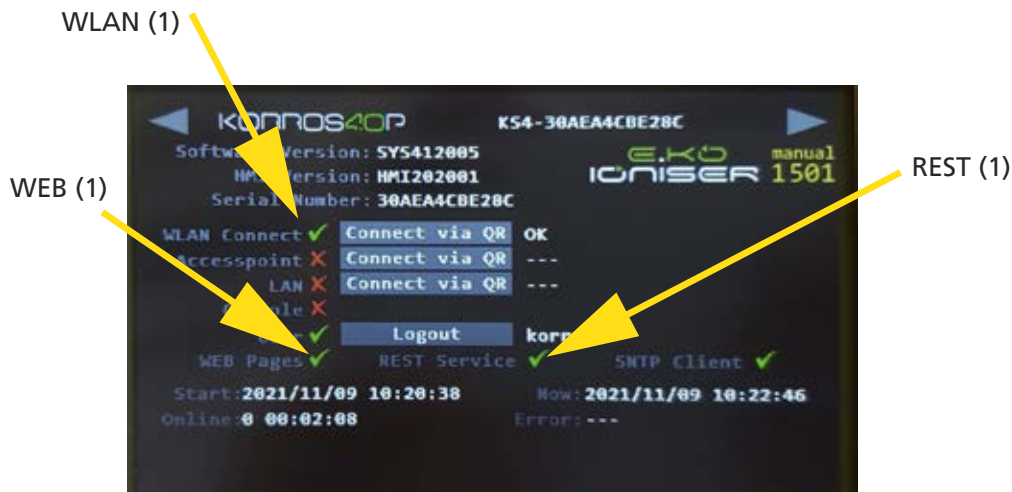 WLAN (1)
KORROS4.0P KS4-30AEA4CBE28C
Version: SYS412005
E.KO
IONISER
manual
1501
REST (1)
HMI Version: HMI202001
WEB (1)
Serial Number: 30AEA4CBE28C
WLAN Connect ✓ Connect via QR OK
Accesspoint ✗ Connect via QR ---
LAN ✗ Connect via QR ---
✗
✓ Logout
WEB Pages ✓ REST Service ✓ SNTP Client ✓
Start: 2021/11/09 10:20:38 Now: 2021/11/09 10:22:46
Online: 0 00:02:08 Error: ---